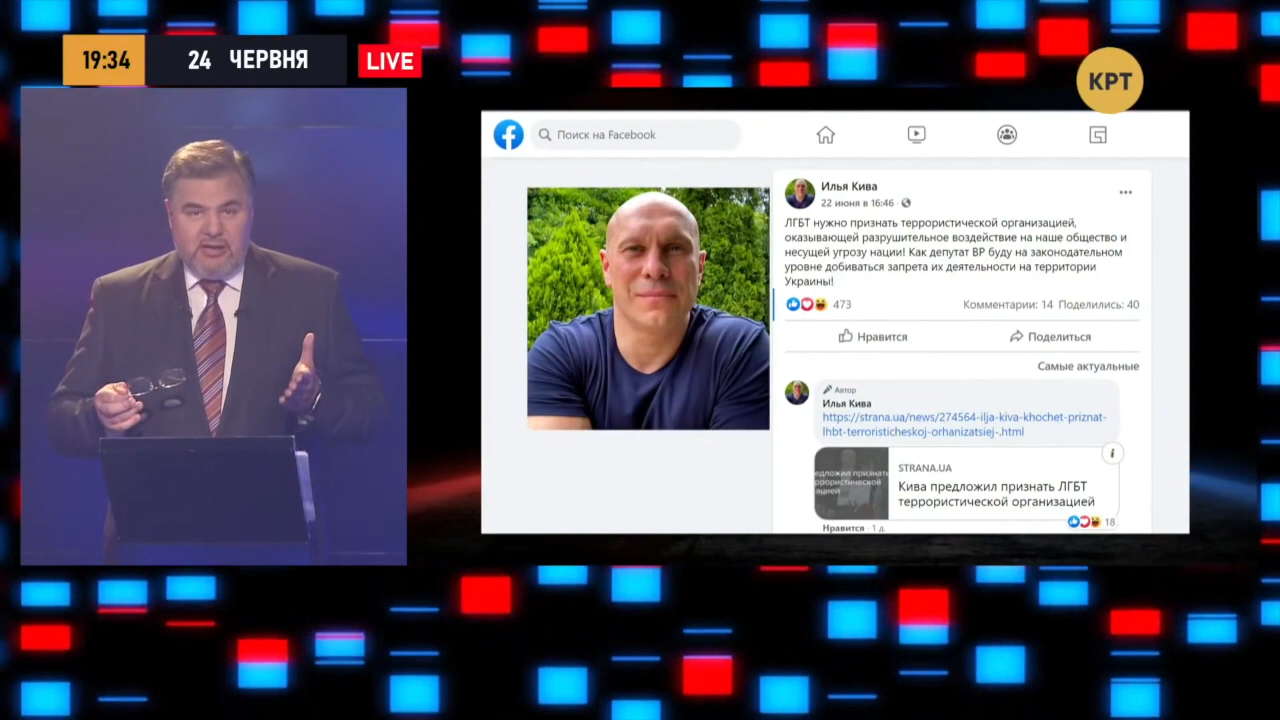 19:34
24 ЧЕРВНЯ
LIVE
КРТ
Поиск на Facebook
Илья Кива
22 июня в 16:46
ЛГБТ нужно признать террористической организацией,
оказывающей разрушительное воздействие на наше общество и
несущей угрозу нации! Как депутат ВР буду на законодательном
уровне добиваться запрета их деятельности на территории
Украины!
473
Комментарии: 14 Поделились: 40
Нравится
Поделиться
Самые актуальные
Автор
Илья Кива
https://strana.ua/news/274564-ilja-kiva-khochet-priznat-
lhbt-terroristicheskoj-orhanizatsiej-.html
STRANA.UA
Кива предложил признать ЛГБТ
террористической организацией
18
Нравится · 1 д.